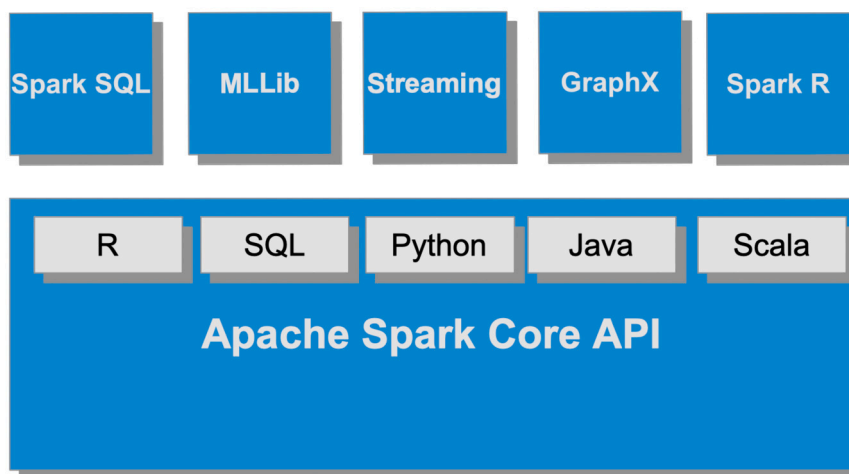 Spark SQL
MLLib
Streaming
GraphX
Spark R
R
SQL
Python
Java
Scala
Apache Spark Core API